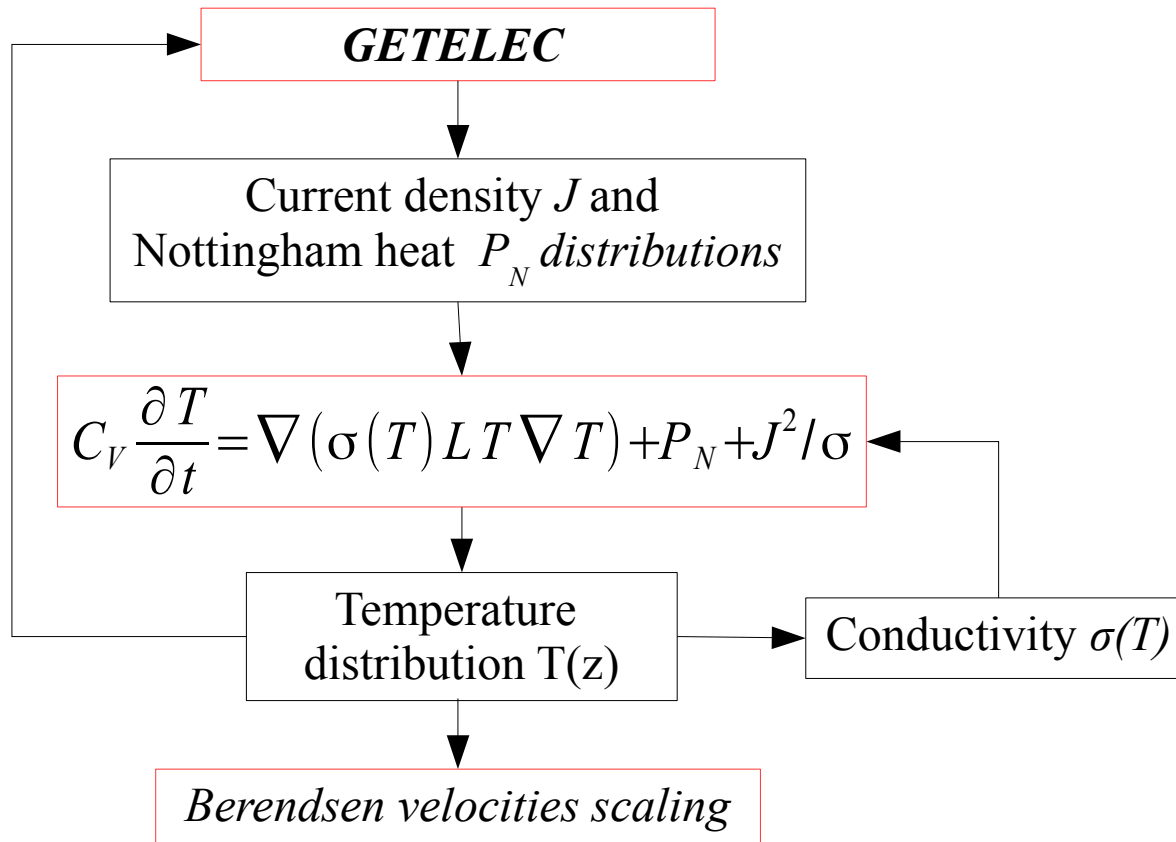 GETELEC
Current density J and
Nottingham heat P_N distributions
C_V ∂T/∂t = ∇(σ(T) L T ∇T) + P_N + J²/σ
Temperature
distribution T(z)
Conductivity σ(T)
Berendsen velocities scaling